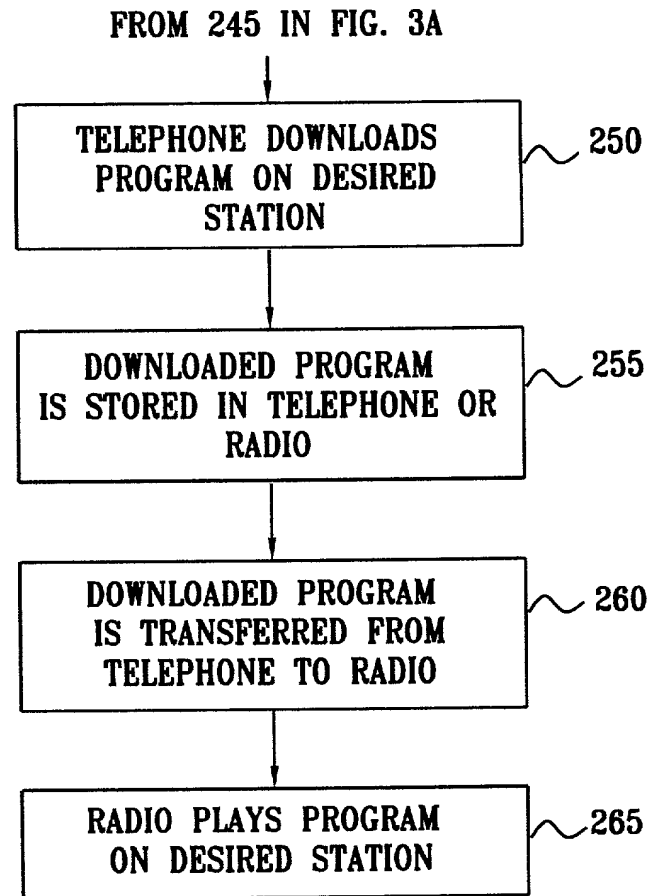 FROM 245 IN FIG. 3A
TELEPHONE DOWNLOADS
PROGRAM ON DESIRED
STATION
250
DOWNLOADED PROGRAM
IS STORED IN TELEPHONE OR
RADIO
255
DOWNLOADED PROGRAM
IS TRANSFERRED FROM
TELEPHONE TO RADIO
260
RADIO PLAYS PROGRAM
ON DESIRED STATION
265